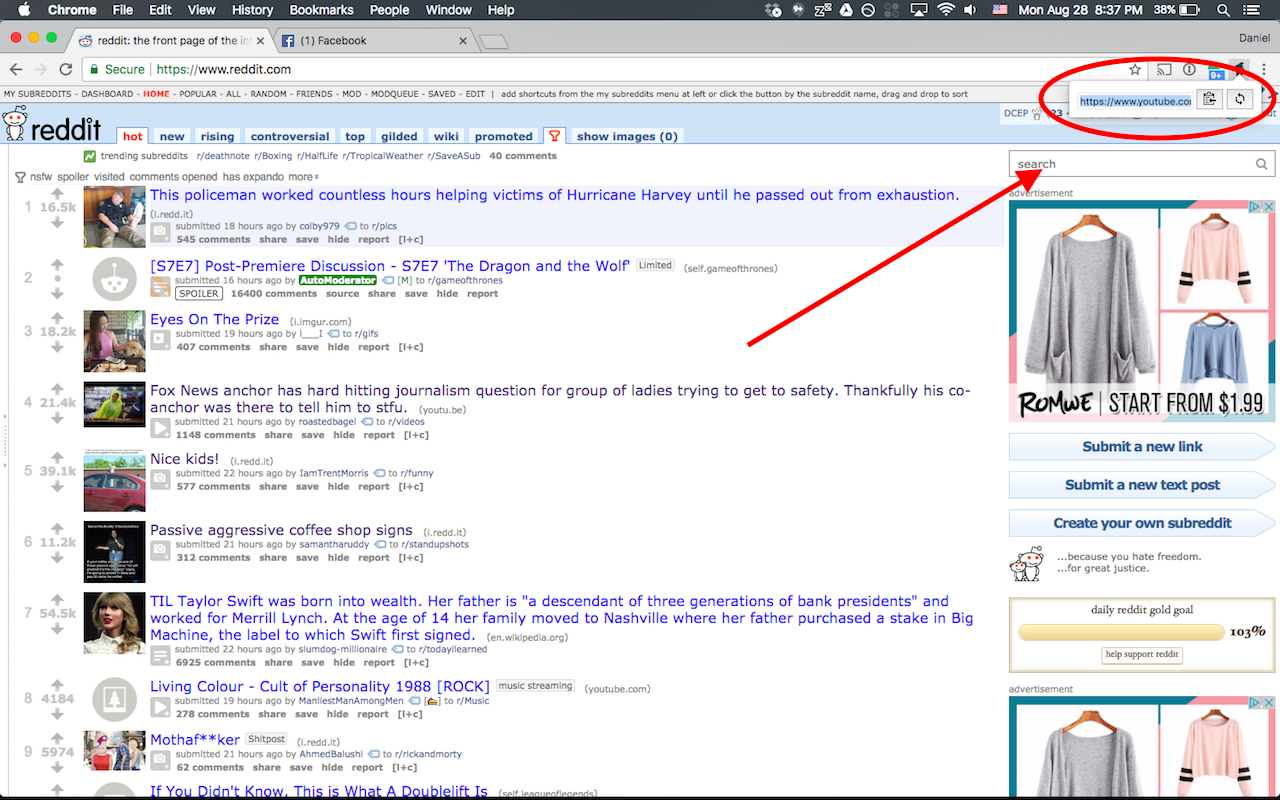 Chrome File Edit View History Bookmarks People Window Help Mon Aug 28 8:37 PM 38%
reddit: the front page of the in (1) Facebook Daniel
Secure https://www.reddit.com
9+
MY SUBREDDITS - DASHBOARD - HOME - POPULAR - ALL - RANDOM - FRIENDS - MOD - MODQUEUE - SAVED - EDIT | add shortcuts from the my subreddits menu at left or click the button by the subreddit name, drag and drop to sort
https://www.youtube.co
DCEP
reddit hot new rising controversial top gilded wiki promoted show images (0)
trending subreddits r/deathnote r/Boxing r/HalfLife r/TropicalWeather r/SaveASub 40 comments
search
nsfw spoiler visited comments opened has expando more
1 16.5k This policeman worked countless hours helping victims of Hurricane Harvey until he passed out from exhaustion.
(i.redd.it)
submitted 18 hours ago by colby979 to r/pics
545 comments share save hide report [l+c]
2 [S7E7] Post-Premiere Discussion - S7E7 'The Dragon and the Wolf' Limited (self.gameofthrones)
submitted 16 hours ago by AutoModerator [M] to r/gameofthrones
SPOILER 16400 comments source share save hide report
3 18.2k Eyes On The Prize (i.imgur.com)
submitted 19 hours ago by l___I to r/gifs
407 comments share save hide report [l+c]
4 21.4k Fox News anchor has hard hitting journalism question for group of ladies trying to get to safety. Thankfully his co-
anchor was there to tell him to stfu. (youtu.be)
submitted 21 hours ago by roastedbagel to r/videos
1148 comments share save hide report [l+c]
5 39.1k Nice kids! (i.redd.it)
submitted 22 hours ago by IamTrentMorris to r/funny
577 comments share save hide report [l+c]
6 11.2k Passive aggressive coffee shop signs (i.redd.it)
submitted 21 hours ago by samantharuddy to r/standupshots
312 comments share save hide report [l+c]
7 54.5k TIL Taylor Swift was born into wealth. Her father is "a descendant of three generations of bank presidents" and
worked for Merrill Lynch. At the age of 14 her family moved to Nashville where her father purchased a stake in Big
Machine, the label to which Swift first signed. (en.wikipedia.org)
submitted 22 hours ago by slumdog-millionaire to r/todayilearned
6925 comments share save hide report [l+c]
8 4184 Living Colour - Cult of Personality 1988 [ROCK] music streaming (youtube.com)
submitted 19 hours ago by ManliestManAmongMen to r/Music
278 comments share save hide report [l+c]
9 5974 Mothaf**ker Shitpost (i.redd.it)
submitted 21 hours ago by AhmedBalushi to r/rickandmorty
62 comments share save hide report [l+c]
If You Didn't Know, This is What A Doublelift Is (self.leagueoflegends)
advertisement
ROMWE | START FROM $1.99
Submit a new link
Submit a new text post
Create your own subreddit
...because you hate freedom.
...for great justice.
daily reddit gold goal
103%
help support reddit
advertisement